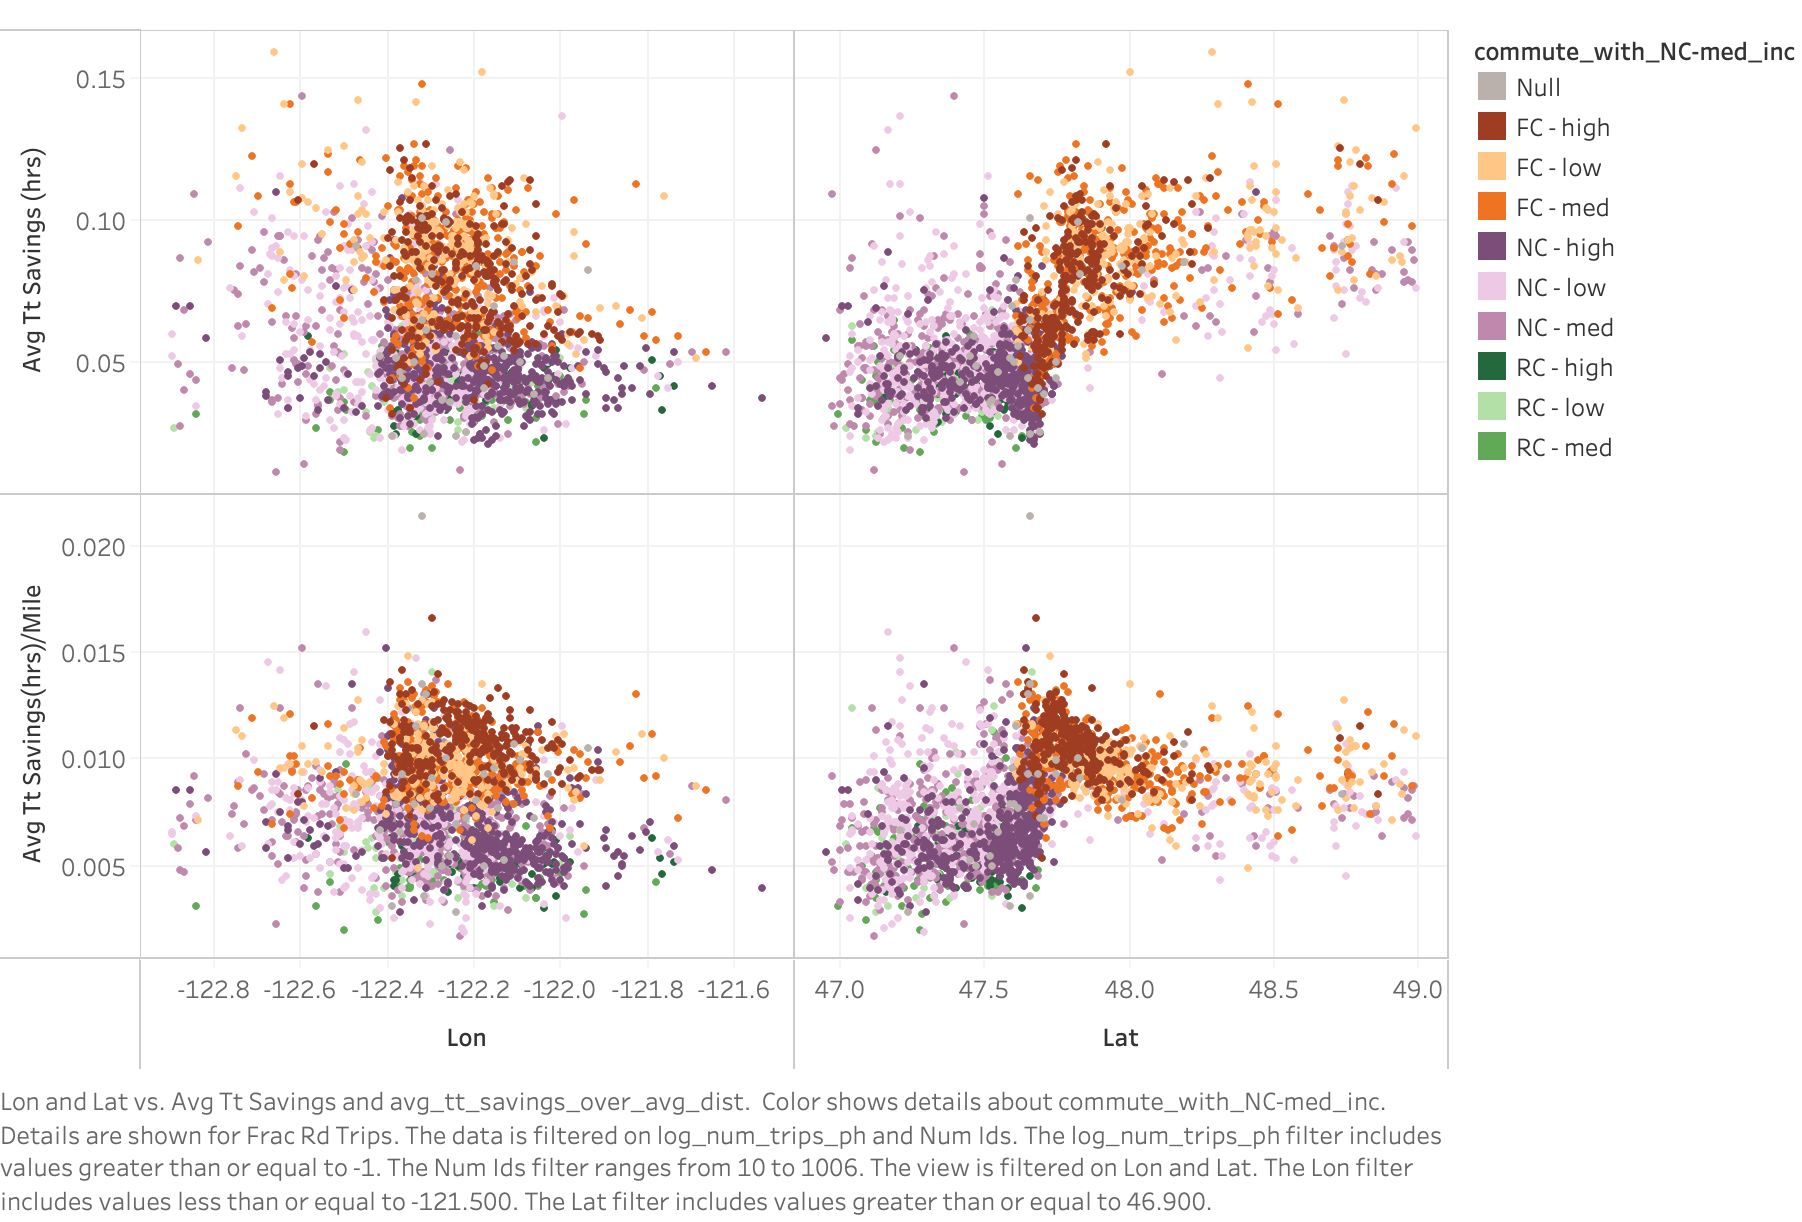 commute_with_NC-med_inc
Null
FC - high
FC - low
FC - med
NC - high
NC - low
NC - med
RC - high
RC - low
RC - med
Avg Tt Savings (hrs)
0.15
0.10
0.05
Avg Tt Savings(hrs)/Mile
0.020
0.015
0.010
0.005
-122.8 -122.6 -122.4 -122.2 -122.0 -121.8 -121.6
47.0 47.5 48.0 48.5 49.0
Lon
Lat
Lon and Lat vs. Avg Tt Savings and avg_tt_savings_over_avg_dist.  Color shows details about commute_with_NC-med_inc.
Details are shown for Frac Rd Trips. The data is filtered on log_num_trips_ph and Num Ids. The log_num_trips_ph filter includes
values greater than or equal to -1. The Num Ids filter ranges from 10 to 1006. The view is filtered on Lon and Lat. The Lon filter
includes values less than or equal to -121.500. The Lat filter includes values greater than or equal to 46.900.